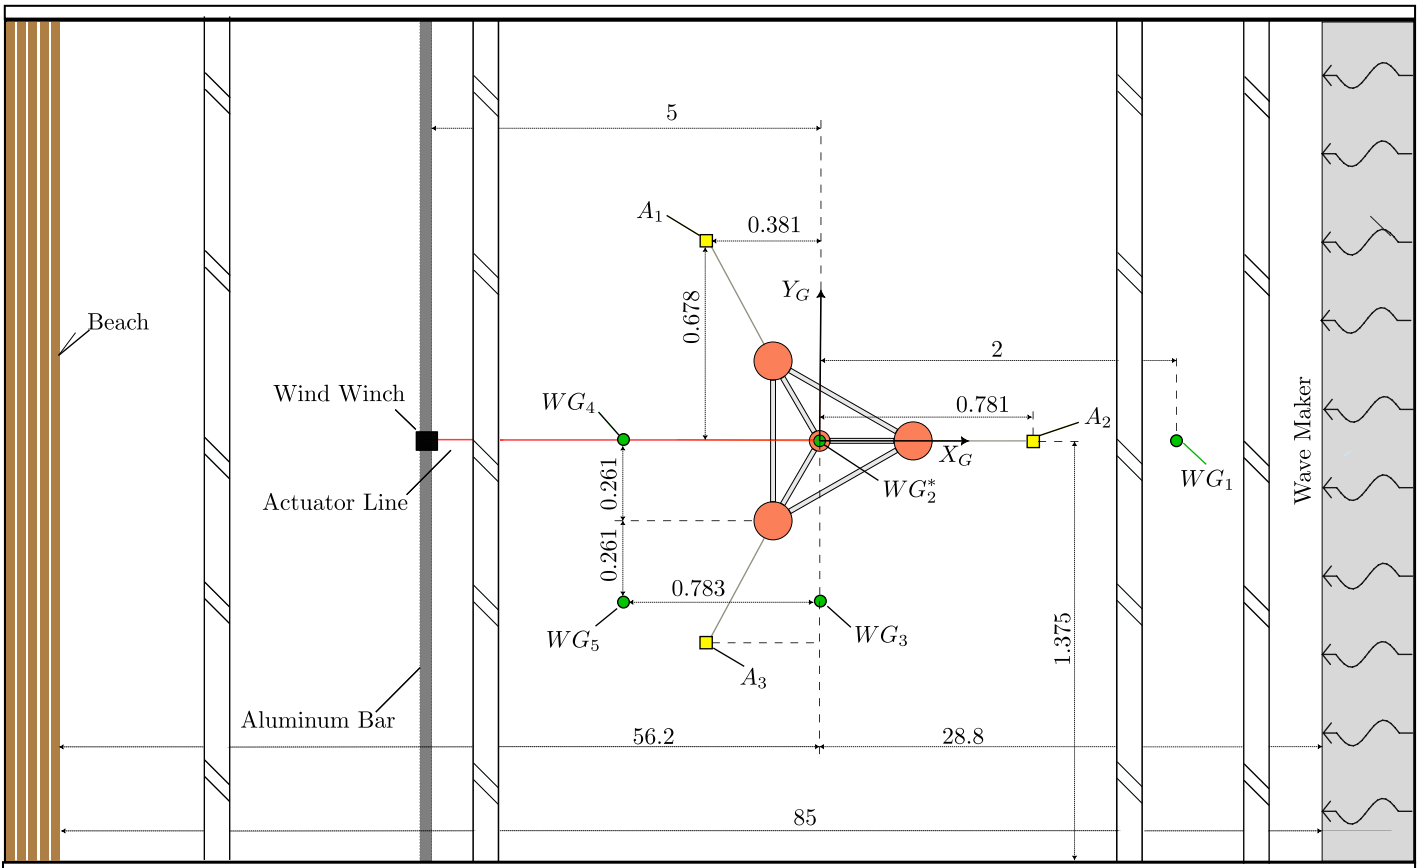 5
A₁
0.381
Y_G
0.678
Beach
2
Wind Winch
WG₄
0.781
A₂
Wave Maker
X_G
WG₁
WG₂*
Actuator Line
0.261
0.261
0.783
WG₅
WG₃
1.375
A₃
Aluminum Bar
56.2
28.8
85